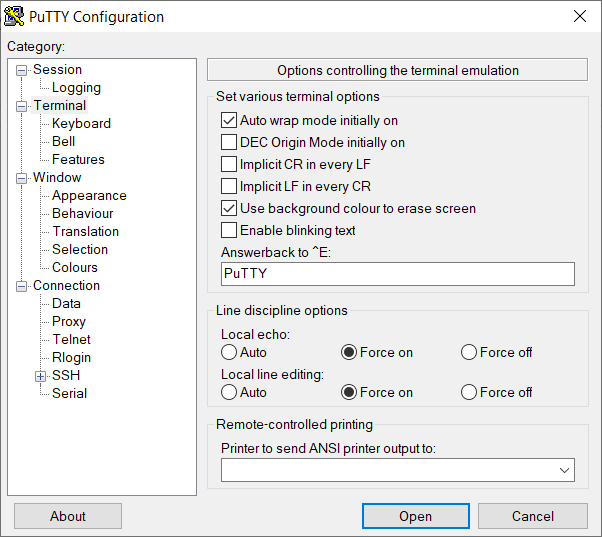 PuTTY Configuration
Category:
Session
Logging
Terminal
Keyboard
Bell
Features
Window
Appearance
Behaviour
Translation
Selection
Colours
Connection
Data
Proxy
Telnet
Rlogin
SSH
Serial
Options controlling the terminal emulation
Set various terminal options
Auto wrap mode initially on
DEC Origin Mode initially on
Implicit CR in every LF
Implicit LF in every CR
Use background colour to erase screen
Enable blinking text
Answerback to ^E:
PuTTY
Line discipline options
Local echo:
Auto Force on Force off
Local line editing:
Auto Force on Force off
Remote-controlled printing
Printer to send ANSI printer output to:
About Open Cancel